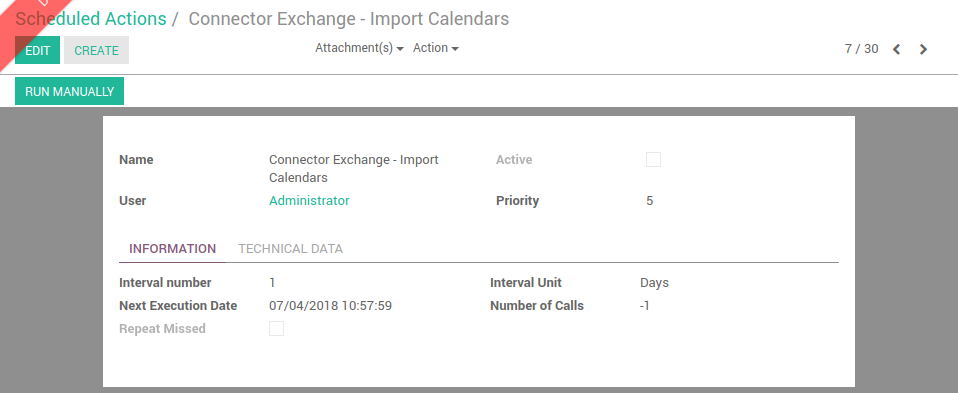 Scheduled Actions / Connector Exchange - Import Calendars
EDIT CREATE Attachment(s) Action 7 / 30
RUN MANUALLY
Name Connector Exchange - Import Active
Calendars
User Administrator Priority 5
INFORMATION TECHNICAL DATA
Interval number 1 Interval Unit Days
Next Execution Date 07/04/2018 10:57:59 Number of Calls -1
Repeat Missed